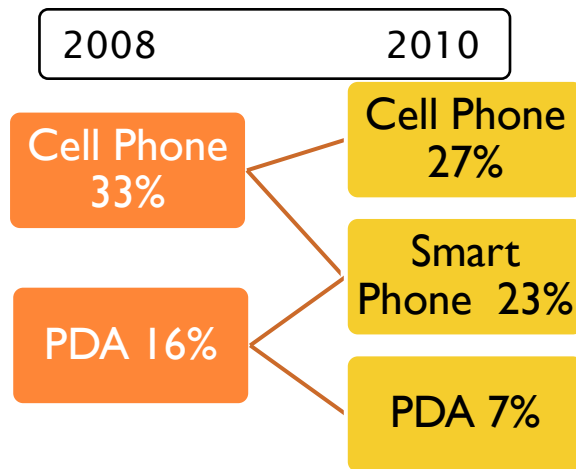 2008 2010
Cell Phone
33%
PDA 16%
Cell Phone
27%
Smart
Phone 23%
PDA 7%